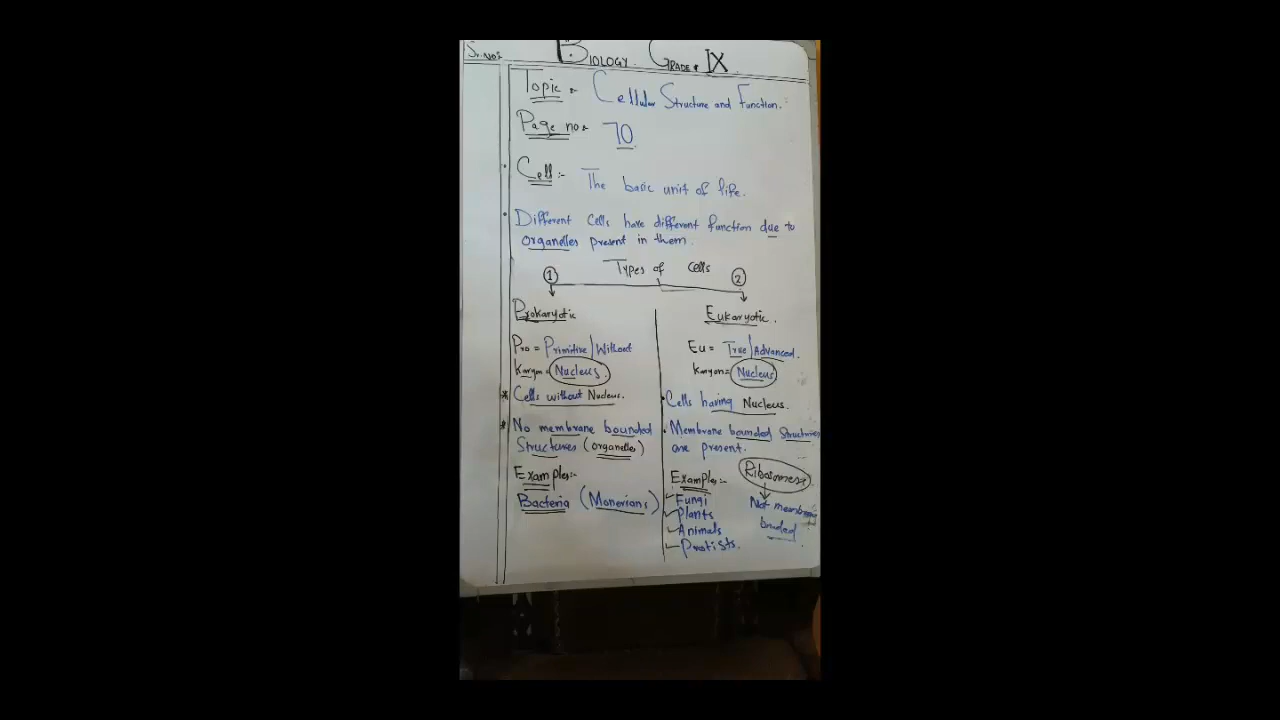 Sr. No:
BIOLOGY GRADE IX
Topic :- Cellular Structure and Function.
Page no:- 70
Cell:- The basic unit of life.
Different cells have different function due to
organelles present in them.
Types of cells
1 2
Prokaryotic
Pro = Primitive/Without
karyon= Nucleus
Cells without Nucleus.
No membrane bounded
Structures (organelles)
Examples:-
Bacteria (Monerians)
Eukaryotic.
Eu = True/Advanced.
karyon= Nucleus
Cells having Nucleus.
Membrane bounded Structures
are present.
Examples:-
Fungi
Plants
Animals
Protists.
Ribosomes
Not membrane
bounded